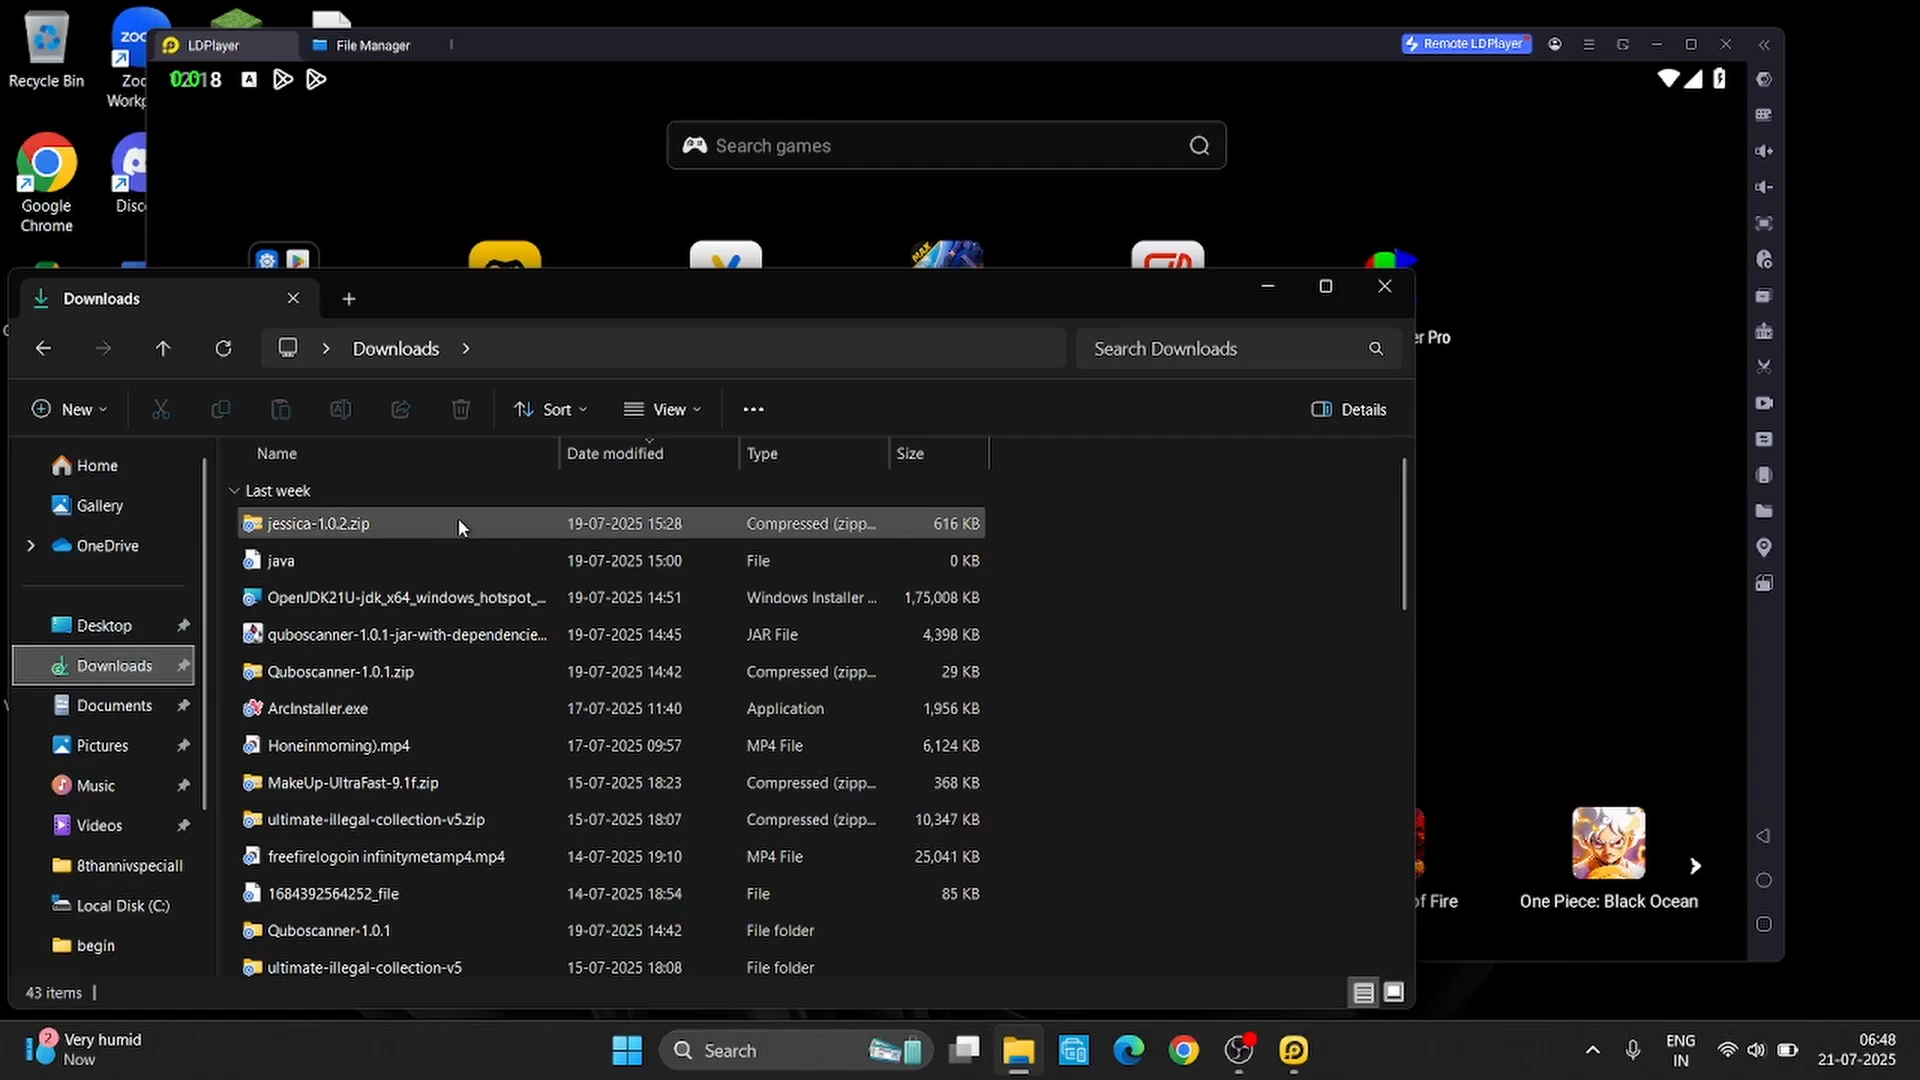 Recycle Bin
Google
Chrome
LDPlayer
File Manager
Remote LDPlayer
Search games
er Pro
Downloads
Downloads
Search Downloads
New
Sort
View
Details
Home
Gallery
OneDrive
Desktop
Downloads
Documents
Pictures
Music
Videos
8thannivspeciall
Local Disk (C:)
begin
Name Date modified Type Size
Last week
jessica-1.0.2.zip 19-07-2025 15:28 Compressed (zipp... 616 KB
java 19-07-2025 15:00 File 0 KB
OpenJDK21U-jdk_x64_windows_hotspot_... 19-07-2025 14:51 Windows Installer ... 1,75,008 KB
quboscanner-1.0.1-jar-with-dependencie... 19-07-2025 14:45 JAR File 4,398 KB
Quboscanner-1.0.1.zip 19-07-2025 14:42 Compressed (zipp... 29 KB
ArcInstaller.exe 17-07-2025 11:40 Application 1,956 KB
Honeinmorning).mp4 17-07-2025 09:57 MP4 File 6,124 KB
MakeUp-UltraFast-9.1f.zip 15-07-2025 18:23 Compressed (zipp... 368 KB
ultimate-illegal-collection-v5.zip 15-07-2025 18:07 Compressed (zipp... 10,347 KB
freefirelogoin infinitymetamp4.mp4 14-07-2025 19:10 MP4 File 25,041 KB
1684392564252_file 14-07-2025 18:54 File 85 KB
Quboscanner-1.0.1 19-07-2025 14:42 File folder
ultimate-illegal-collection-v5 15-07-2025 18:08 File folder
43 items
of Fire
One Piece: Black Ocean
2
Very humid
Now
Search
ENG
IN
06:48
21-07-2025